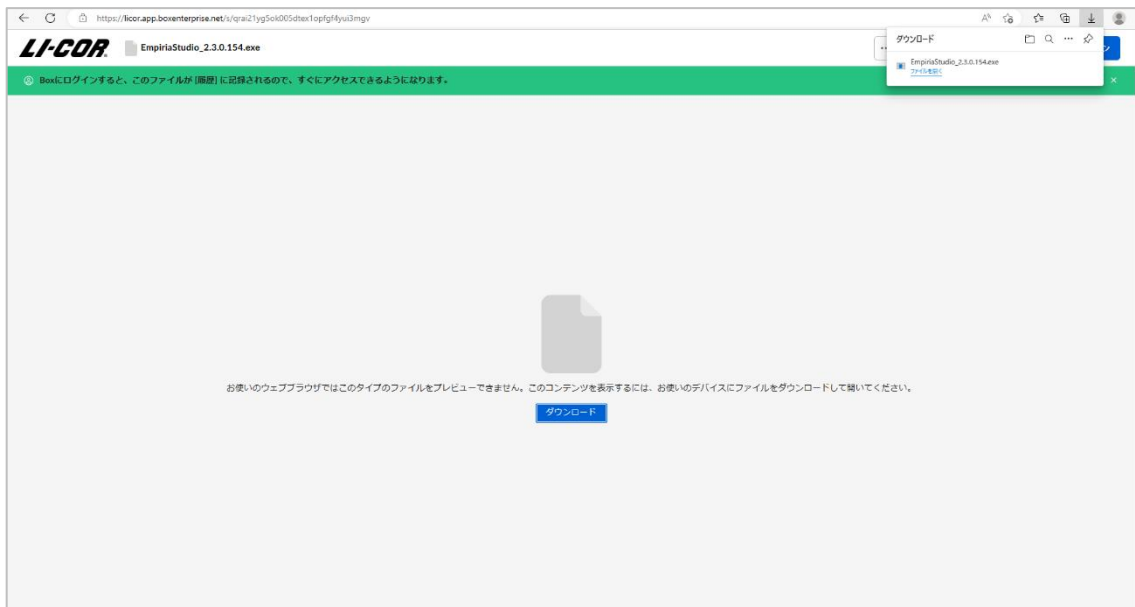 https://licor.app.boxenterprise.net/s/qrai21yg5ok005dtex1opfgf4yui3mgv
LI-COR. EmpiriaStudio_2.3.0.154.exe
ダウンロード
EmpiriaStudio_2.3.0.154.exe
ファイルを開く
Boxにログインすると、このファイルが [履歴] に記録されるので、すぐにアクセスできるようになります。
お使いのウェブブラウザではこのタイプのファイルをプレビューできません。このコンテンツを表示するには、お使いのデバイスにファイルをダウンロードして開いてください。
ダウンロード